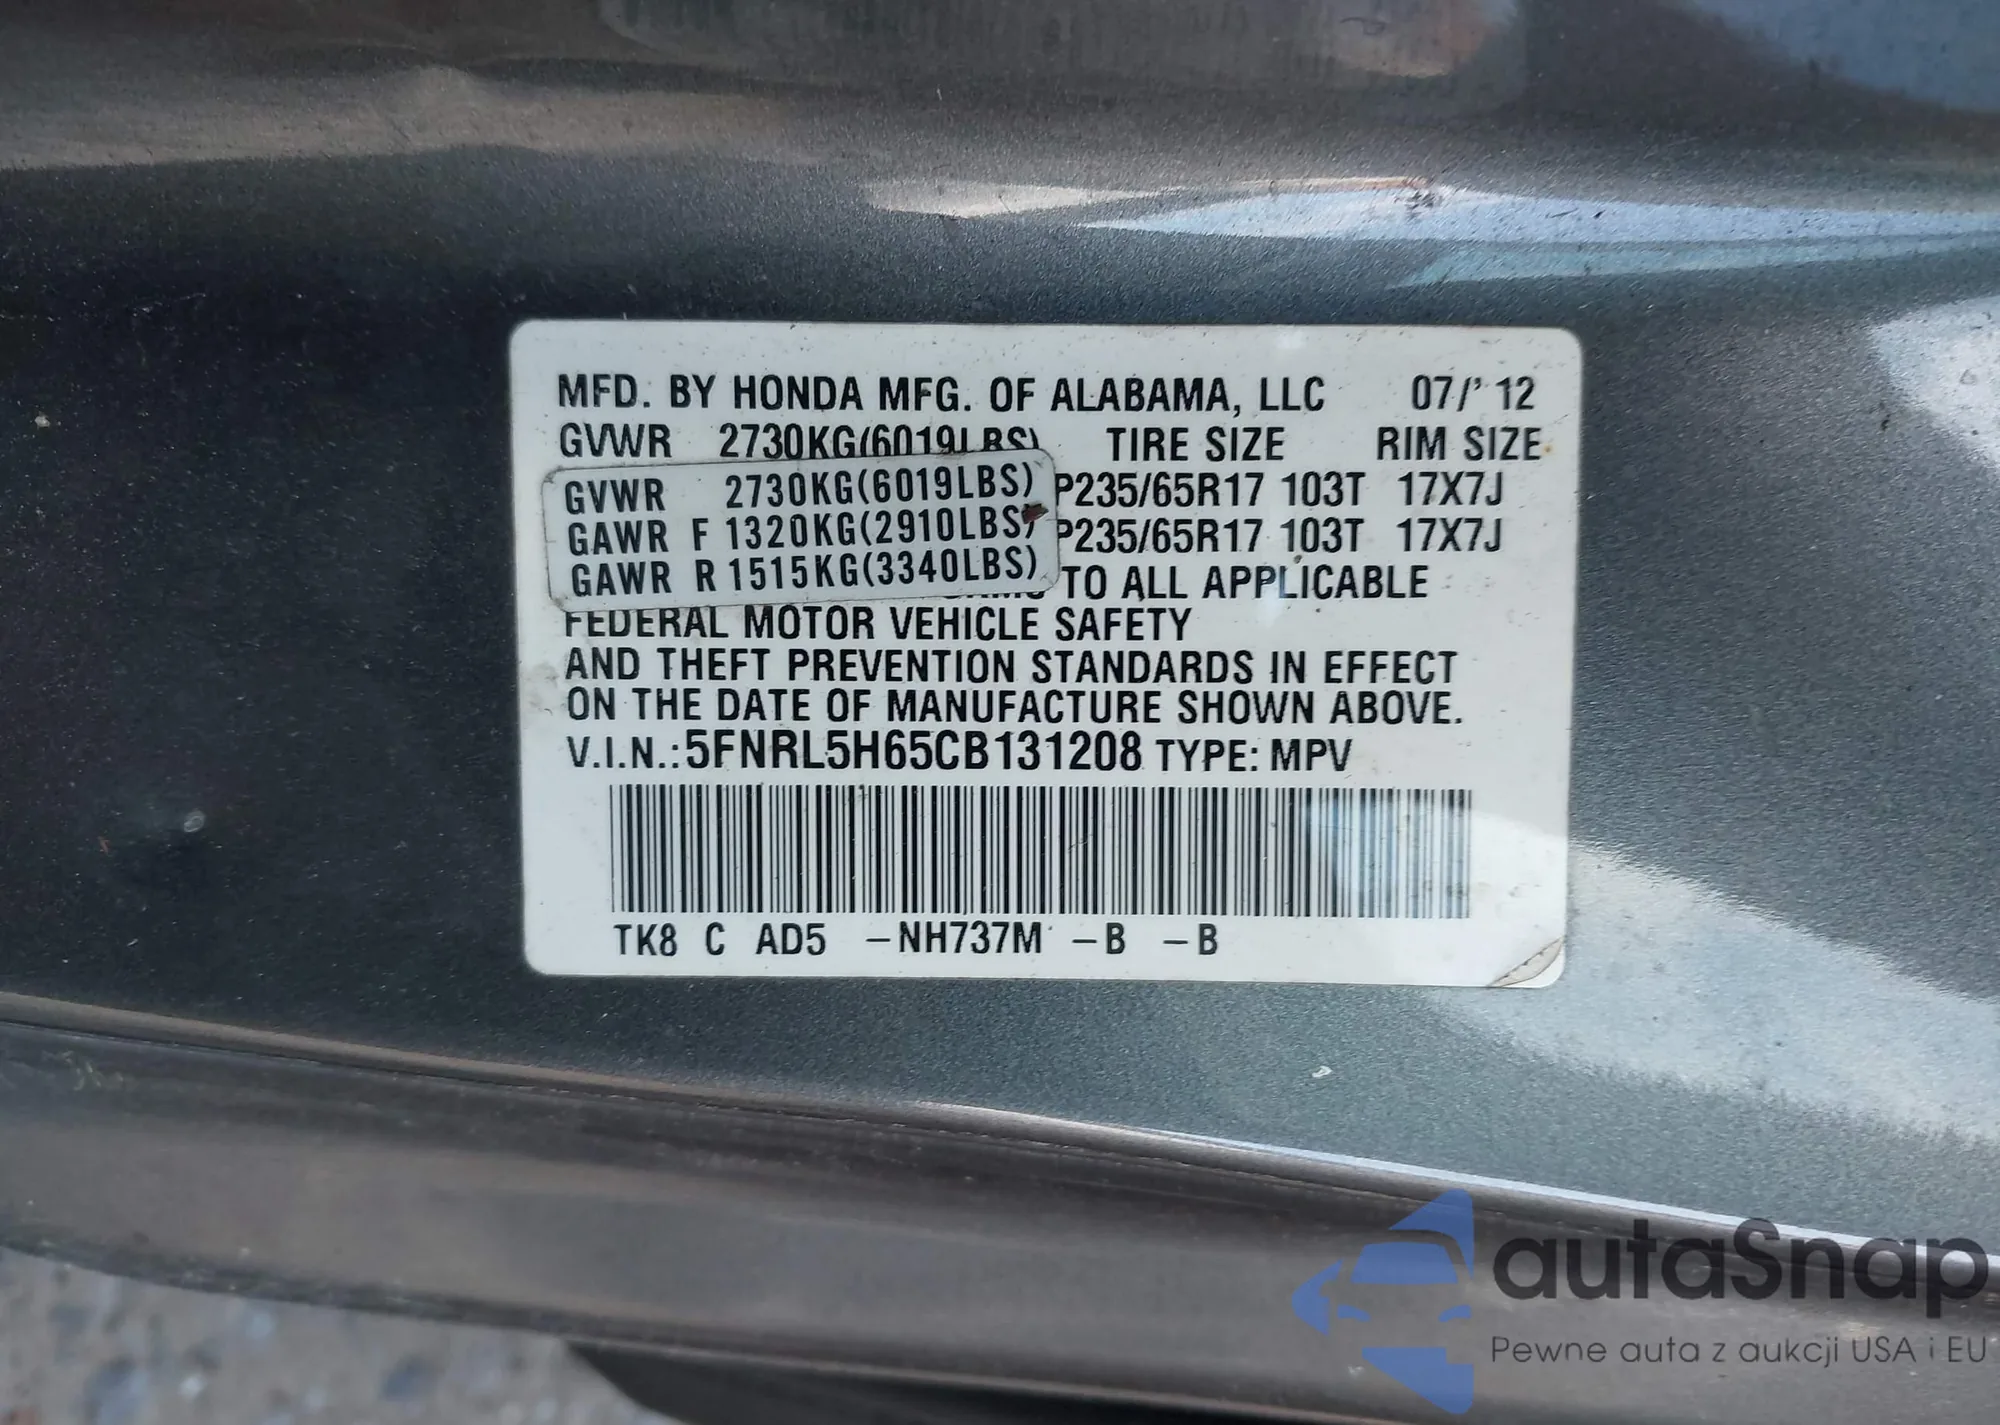 MFD. BY HONDA MFG. OF ALABAMA, LLC 07/' 12
GVWR 2730KG(6019LBS) TIRE SIZE RIM SIZE
GVWR 2730KG(6019LBS) P235/65R17 103T 17X7J
GAWR F 1320KG(2910LBS) P235/65R17 103T 17X7J
GAWR R 1515KG(3340LBS) TO ALL APPLICABLE
FEDERAL MOTOR VEHICLE SAFETY
AND THEFT PREVENTION STANDARDS IN EFFECT
ON THE DATE OF MANUFACTURE SHOWN ABOVE.
V.I.N.: 5FNRL5H65CB131208 TYPE: MPV
TK8 C AD5 -NH737M -B -B
autaSnap
Pewne auta z aukcji USA i EU